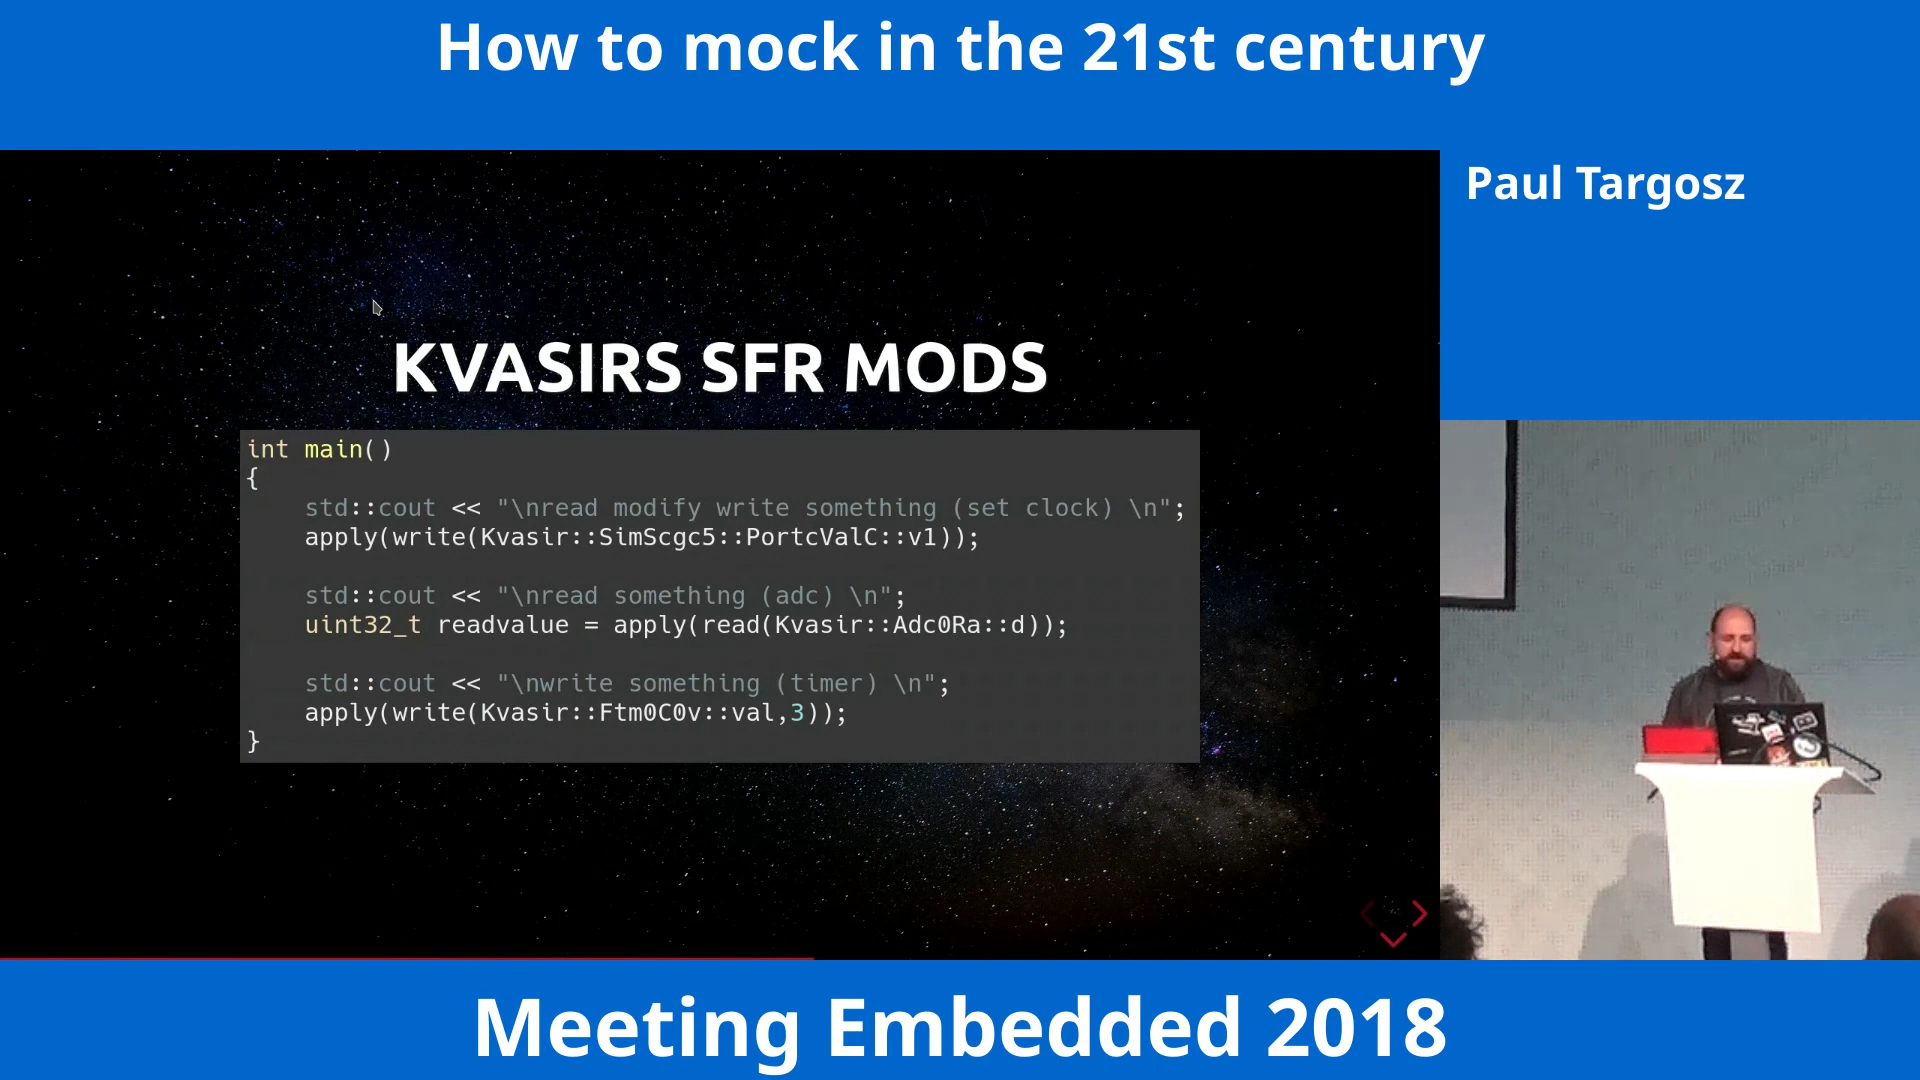 How to mock in the 21st century
Paul Targosz
KVASIRS SFR MODS
int main()
{
    std::cout << "\nread modify write something (set clock) \n";
    apply(write(Kvasir::SimScgc5::PortcValC::v1));

    std::cout << "\nread something (adc) \n";
    uint32_t readvalue = apply(read(Kvasir::Adc0Ra::d));

    std::cout << "\nwrite something (timer) \n";
    apply(write(Kvasir::Ftm0C0v::val,3));
}
Meeting Embedded 2018